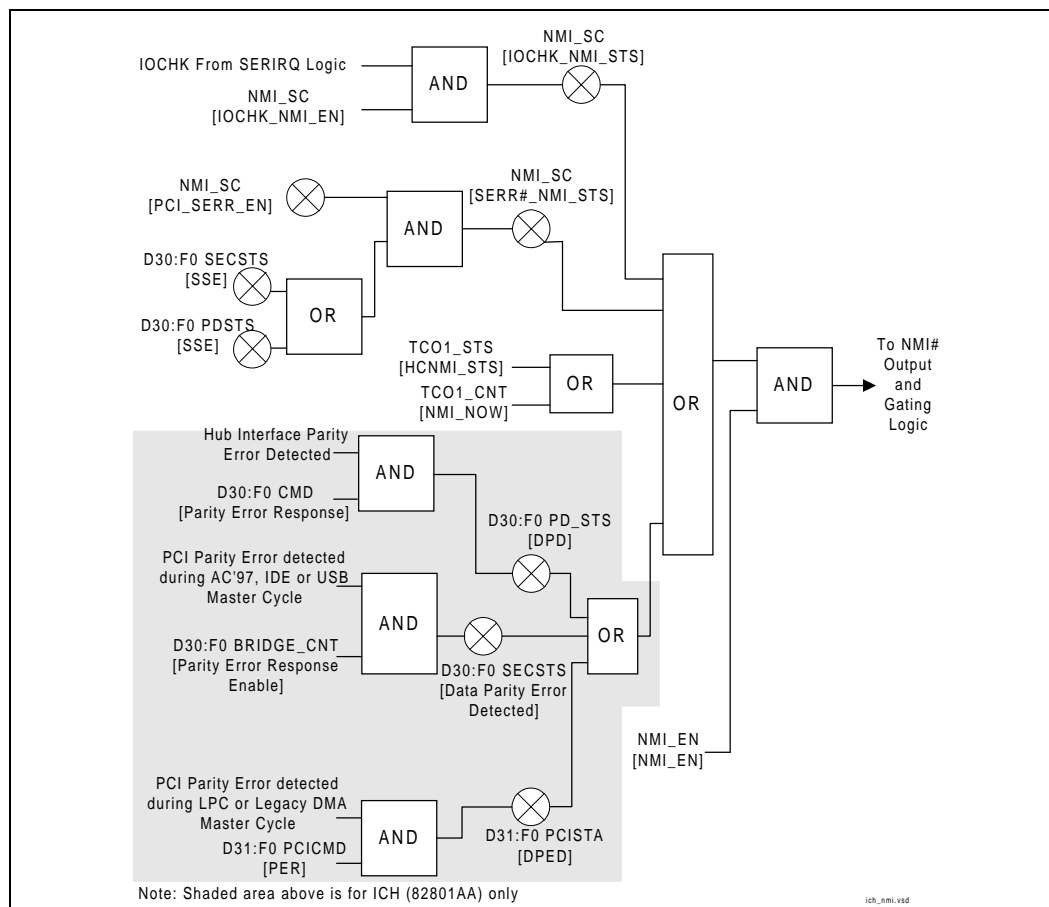 NMI_SC
[IOCHK_NMI_STS]
IOCHK From SERIRQ Logic
AND
NMI_SC
[IOCHK_NMI_EN]
NMI_SC
[PCI_SERR_EN]
NMI_SC
[SERR#_NMI_STS]
AND
D30:F0 SECSTS
[SSE]
OR
D30:F0 PDSTS
[SSE]
TCO1_STS
[HCNMI_STS]
OR
TCO1_CNT
[NMI_NOW]
OR
AND
To NMI#
Output
and
Gating
Logic
Hub Interface Parity
Error Detected
AND
D30:F0 CMD
[Parity Error Response]
D30:F0 PD_STS
[DPD]
PCI Parity Error detected
during AC'97, IDE or USB
Master Cycle
AND
OR
D30:F0 BRIDGE_CNT
[Parity Error Response
Enable]
D30:F0 SECSTS
[Data Parity Error
Detected]
NMI_EN
[NMI_EN]
PCI Parity Error detected
during LPC or Legacy DMA
Master Cycle
AND
D31:F0 PCICMD
[PER]
D31:F0 PCISTA
[DPED]
Note: Shaded area above is for ICH (82801AA) only
ich_nmi.vsd